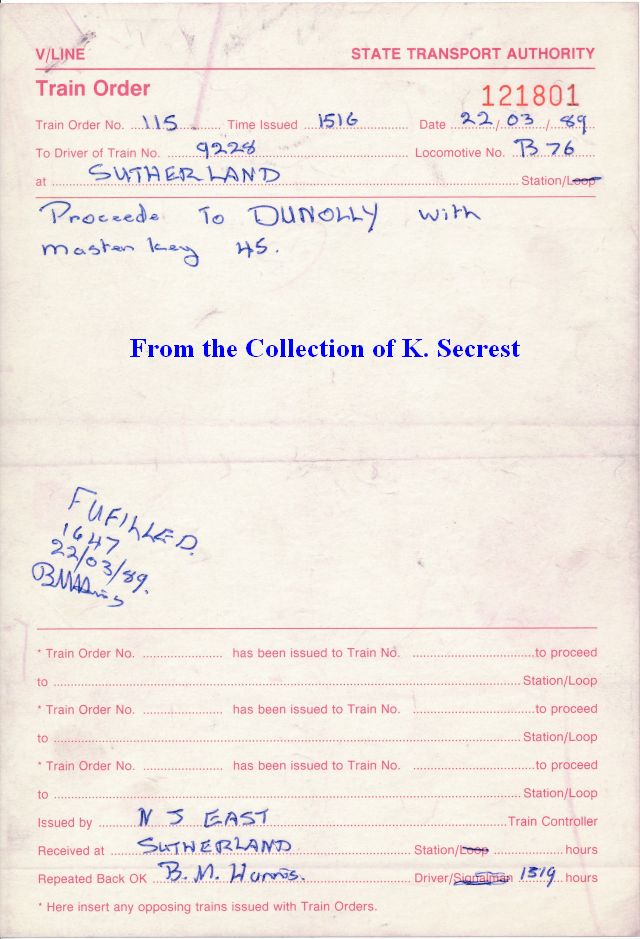 V/LINE STATE TRANSPORT AUTHORITY
Train Order
121801
Train Order No. 115 Time Issued 1516 Date 22/03/89
To Driver of Train No. 9228 Locomotive No. B 76
at SUTHERLAND Station/Loop
Proceede To DUNOLLY with
master key 45.
From the Collection of K. Secrest
FUFILLED.
1647
22/03/89.
BMHarris
* Train Order No. has been issued to Train No. to proceed
to Station/Loop
* Train Order No. has been issued to Train No. to proceed
to Station/Loop
* Train Order No. has been issued to Train No. to proceed
to Station/Loop
Issued by N J EAST Train Controller
Received at SUTHERLAND Station/Loop hours
Repeated Back OK B.M. Harris. Driver/Signalman 1519 hours
* Here insert any opposing trains issued with Train Orders.